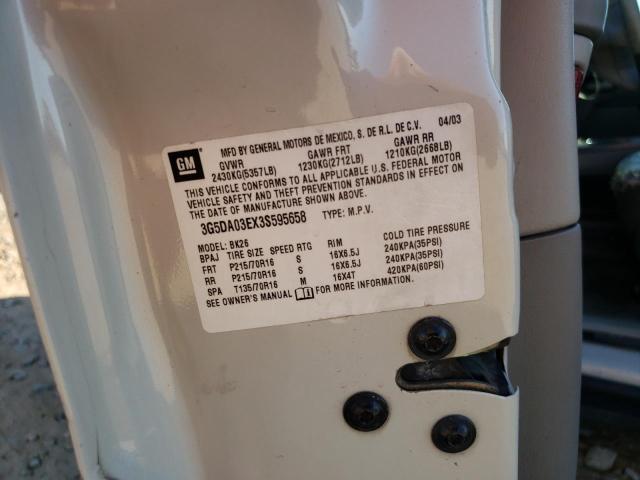 GM
MFD BY GENERAL MOTORS DE MEXICO, S. DE R.L. DE C.V. 04/03
GVWR GAWR FRT GAWR RR
2430KG(5357LB) 1230KG(2712LB) 1210KG(2668LB)
THIS VEHICLE CONFORMS TO ALL APPLICABLE U.S. FEDERAL MOTOR
VEHICLE SAFETY AND THEFT PREVENTION STANDARDS IN EFFECT ON
THE DATE OF MANUFACTURE SHOWN ABOVE.
3G5DA03EX3S595658 TYPE: M.P.V.
MODEL: BK26
BPAJ TIRE SIZE SPEED RTG RIM COLD TIRE PRESSURE
FRT P215/70R16 S 16X6.5J 240KPA(35PSI)
RR P215/70R16 S 16X6.5J 240KPA(35PSI)
SPA T135/70R16 M 16X4T 420KPA(60PSI)
SEE OWNER'S MANUAL FOR MORE INFORMATION.